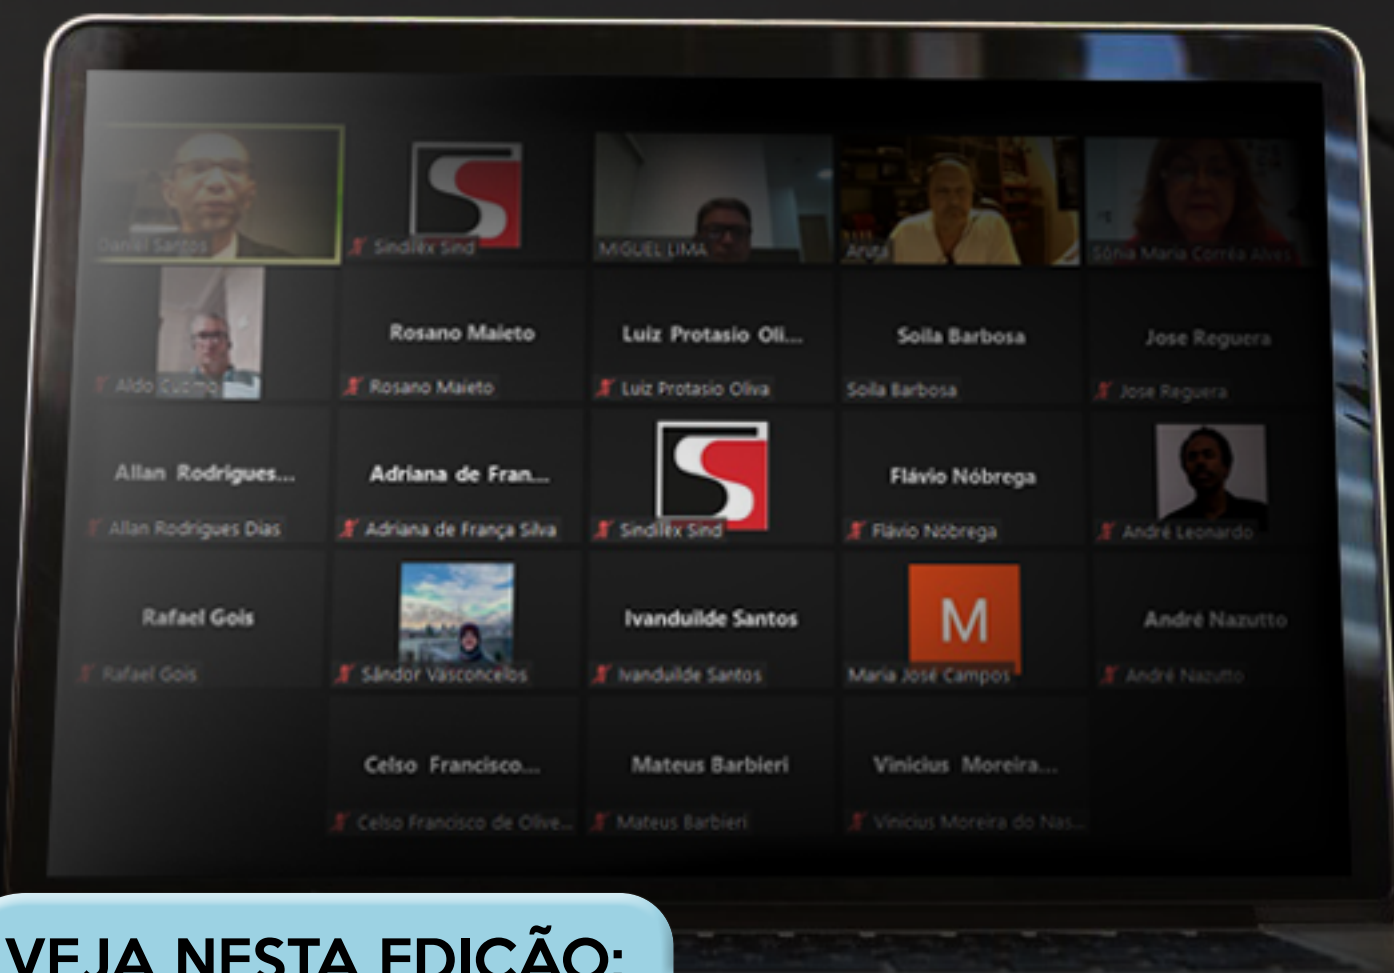 Daniel Santos
Sindilex Sind
MIGUEL LIMA
Anita
Sônia Maria Corrêa Alves
Aldo Cuomo
Rosano Maieto
Rosano Maieto
Luiz Protasio Oli...
Luiz Protasio Oliva
Soila Barbosa
Soila Barbosa
Jose Reguera
Jose Reguera
Allan Rodrigues...
Allan Rodrigues Dias
Adriana de Fran...
Adriana de França Silva
Sindilex Sind
Flávio Nóbrega
Flávio Nóbrega
André Leonardo
Rafael Gois
Rafael Gois
Sândor Vasconcelos
Ivanduilde Santos
Ivanduilde Santos
M
Maria José Campos
André Nazutto
André Nazutto
Celso Francisco...
Celso Francisco de Olive...
Mateus Barbieri
Mateus Barbieri
Vinicius Moreira...
Vinicius Moreira do Nas...
VEJA NESTA EDIÇÃO: